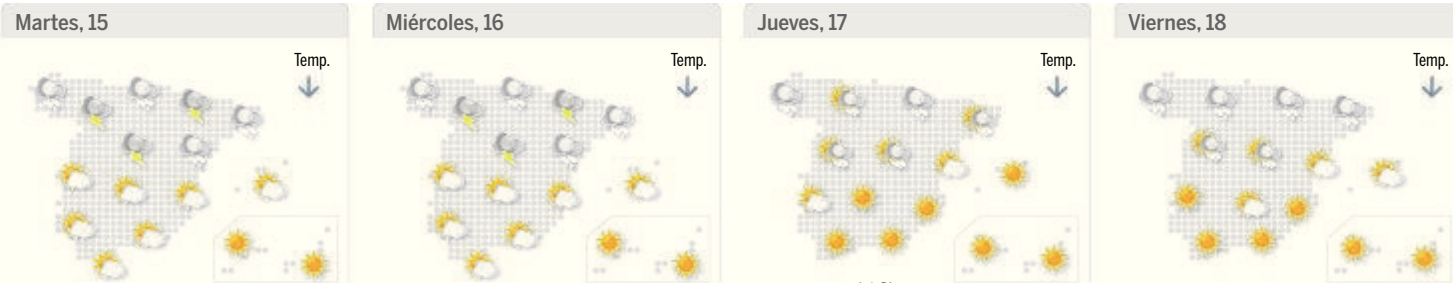 Martes, 15
Temp.
Miércoles, 16
Temp.
Jueves, 17
Temp.
Viernes, 18
Temp.